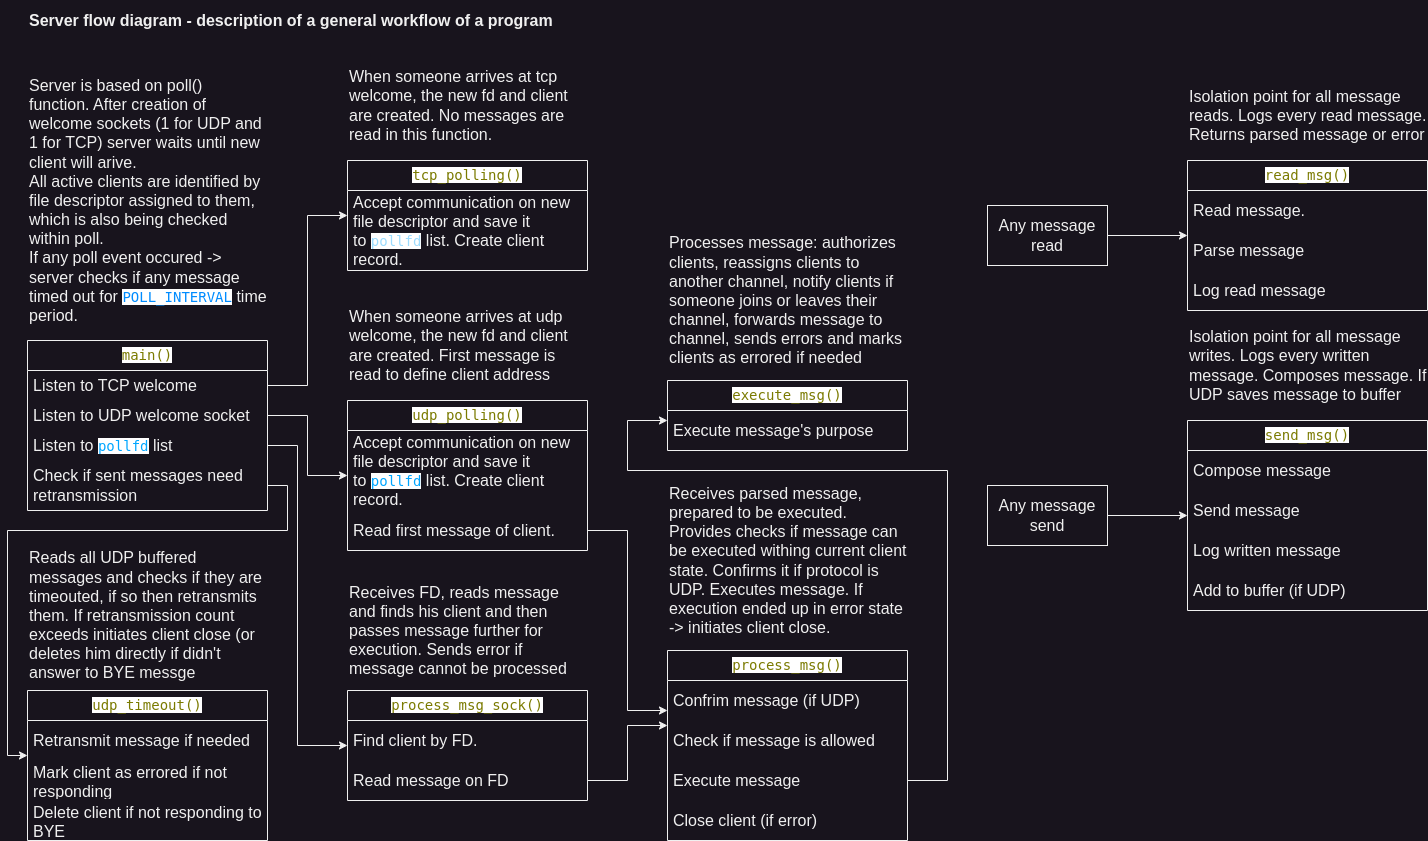 Server flow diagram - description of a general workflow of a program
Server is based on poll()
function. After creation of
welcome sockets (1 for UDP and
1 for TCP) server waits until new
client will arive.
All active clients are identified by
file descriptor assigned to them,
which is also being checked
within poll.
If any poll event occured ->
server checks if any message
timed out for POLL_INTERVAL time
period.
main()
Listen to TCP welcome
Listen to UDP welcome socket
Listen to pollfd list
Check if sent messages need
retransmission
Reads all UDP buffered
messages and checks if they are
timeouted, if so then retransmits
them. If retransmission count
exceeds initiates client close (or
deletes him directly if didn't
answer to BYE messge
udp_timeout()
Retransmit message if needed
Mark client as errored if not
responding
Delete client if not responding to
BYE
When someone arrives at tcp
welcome, the new fd and client
are created. No messages are
read in this function.
tcp_polling()
Accept communication on new
file descriptor and save it
to pollfd list. Create client
record.
When someone arrives at udp
welcome, the new fd and client
are created. First message is
read to define client address
udp_polling()
Accept communication on new
file descriptor and save it
to pollfd list. Create client
record.
Read first message of client.
Receives FD, reads message
and finds his client and then
passes message further for
execution. Sends error if
message cannot be processed
process_msg_sock()
Find client by FD.
Read message on FD
Processes message: authorizes
clients, reassigns clients to
another channel, notify clients if
someone joins or leaves their
channel, forwards message to
channel, sends errors and marks
clients as errored if needed
execute_msg()
Execute message's purpose
Receives parsed message,
prepared to be executed.
Provides checks if message can
be executed withing current client
state. Confirms it if protocol is
UDP. Executes message. If
execution ended up in error state
-> initiates client close.
process_msg()
Confrim message (if UDP)
Check if message is allowed
Execute message
Close client (if error)
Any message
read
Any message
send
Isolation point for all message
reads. Logs every read message.
Returns parsed message or error
read_msg()
Read message.
Parse message
Log read message
Isolation point for all message
writes. Logs every written
message. Composes message. If
UDP saves message to buffer
send_msg()
Compose message
Send message
Log written message
Add to buffer (if UDP)